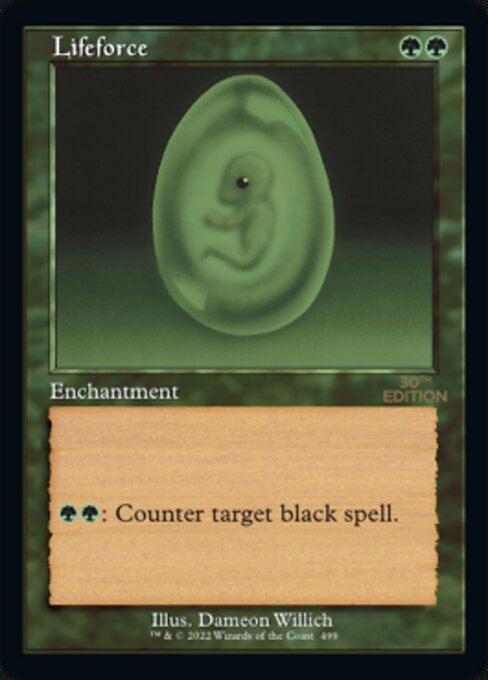 Lifeforce
Enchantment
30TH
EDITION
: Counter target black spell.
Illus. Dameon Willich
™ & © 2022 Wizards of the Coast 499